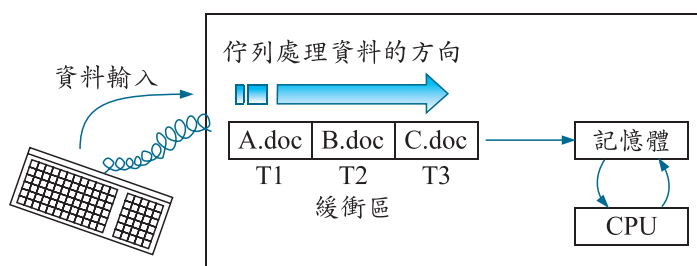 佇列處理資料的方向
資料輸入
A.doc B.doc C.doc
T1 T2 T3
緩衝區
記憶體
CPU